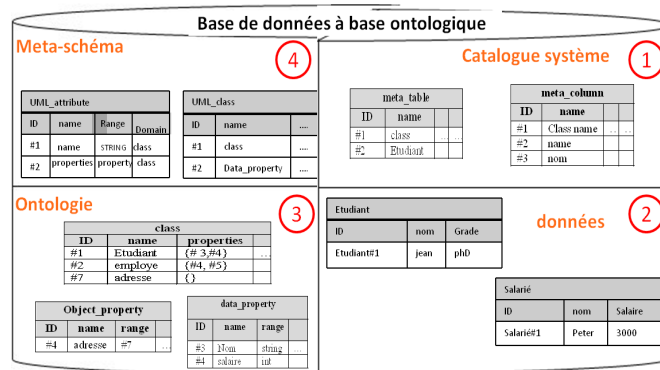 Base de données à base ontologique
Meta-schéma
4
UML_attribute
ID name Range Domain
#1 name STRING class
#2 properties property class
UML_class
ID name ....
#1 class ....
#2 Data_property ....
Catalogue système
1
meta_table
ID name
#1 class ... ...
#2 Etudiant
meta_column
ID name
#1 Class name ... ...
#2 name
#3 nom
Ontologie
3
class
ID name properties
#1 Etudiant {# 3,#4} ...
#2 employe {#4, #5}
#7 adresse {}
Object_property
ID name range
#4 adresse #7 ...
data_property
ID name range
#3 Nom string ...
#4 salaire int
données
2
Etudiant
ID nom Grade
Etudiant#1 jean phD
Salarié
ID nom Salaire
Salarié#1 Peter 3000